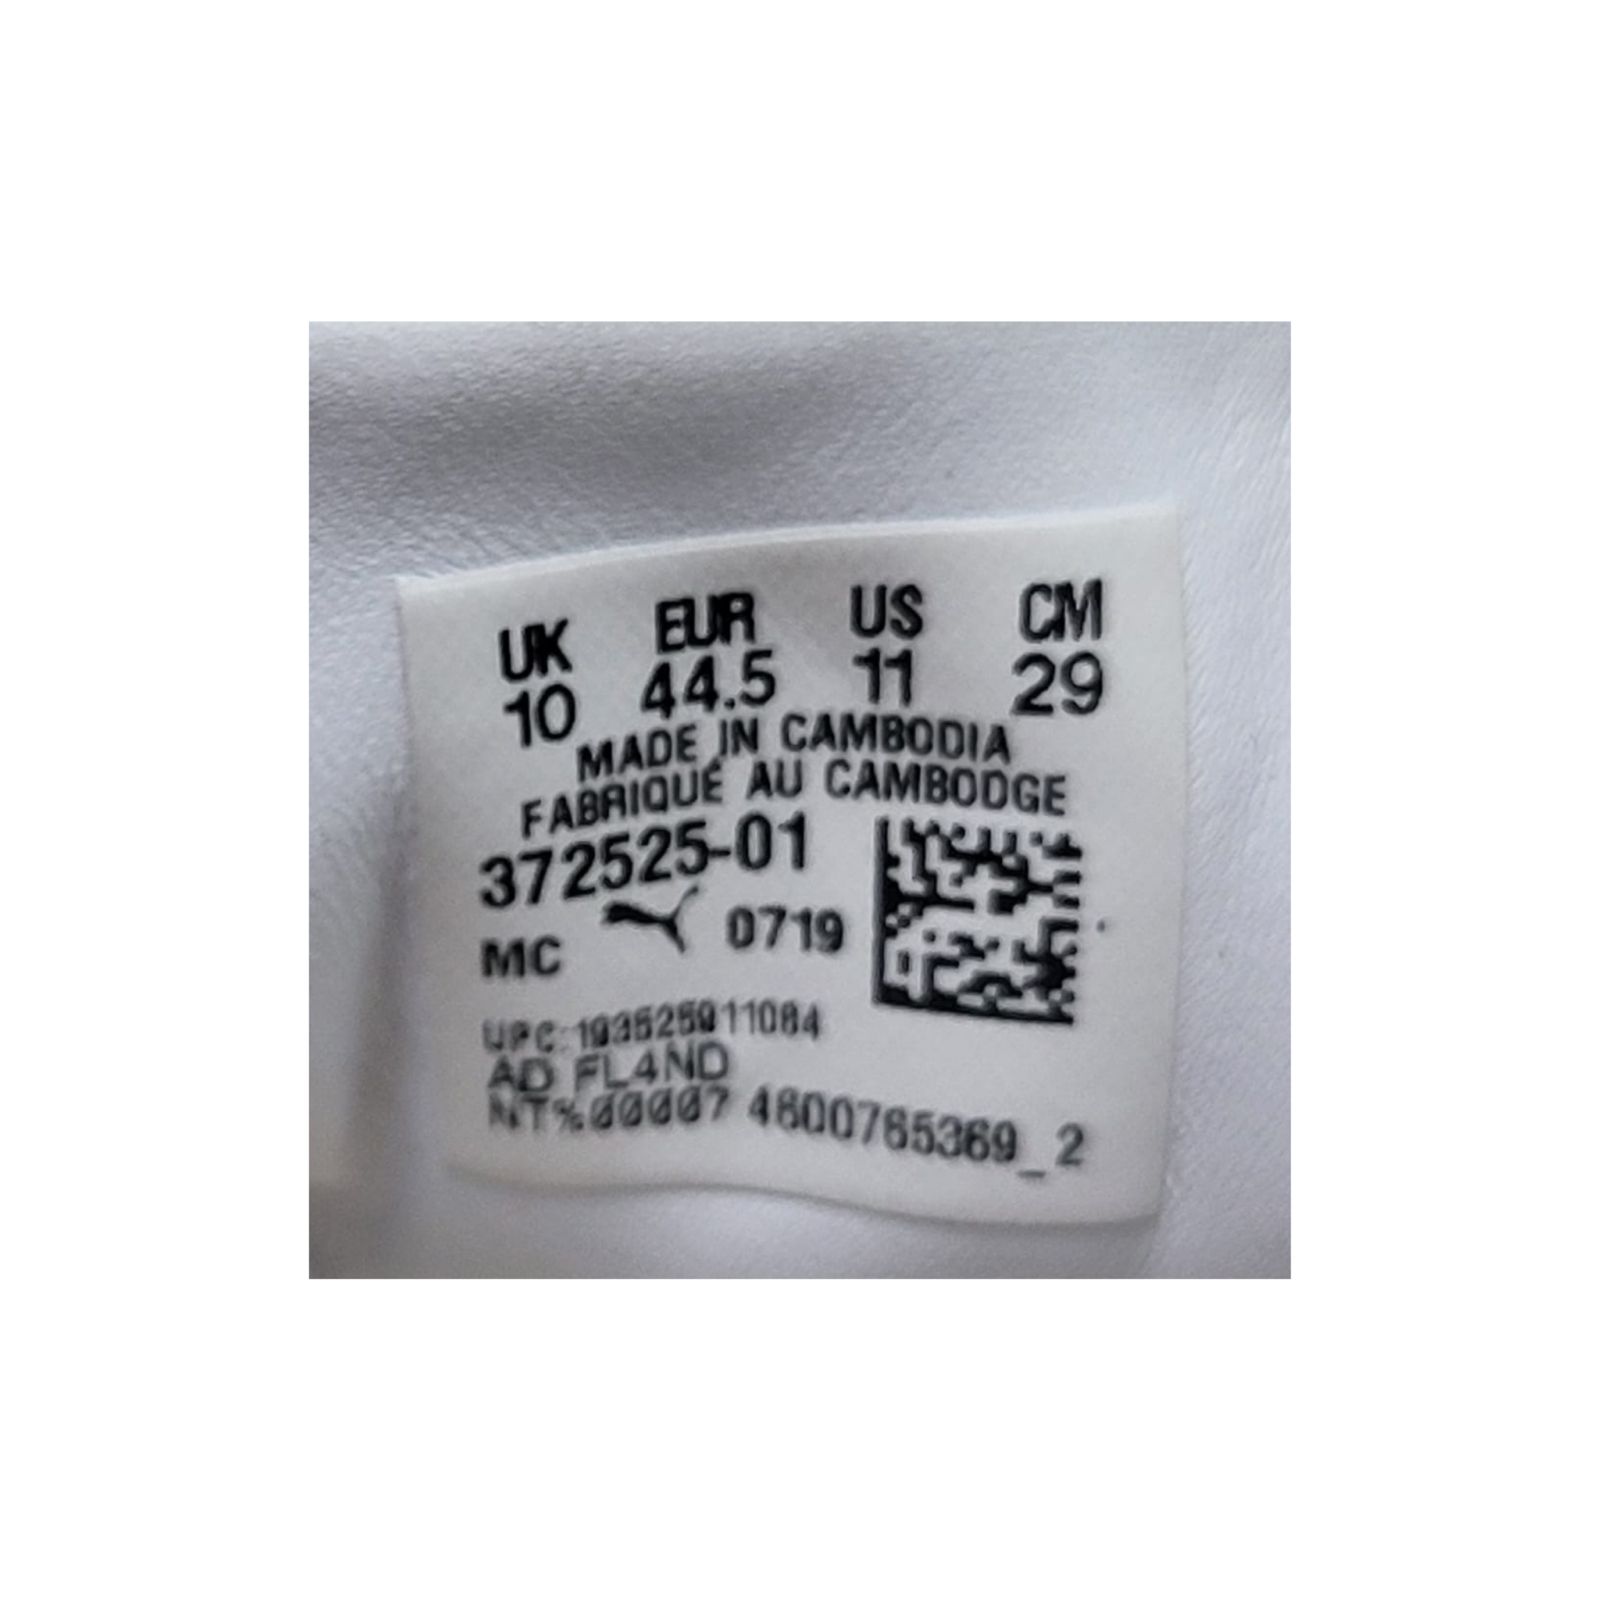 UK EUR US CM
10 44.5 11 29
MADE IN CAMBODIA
FABRIQUÉ AU CAMBODGE
372525-01
MC 0719
UPC:193525911084
AD FL4ND
NT%00007 4600765369_2